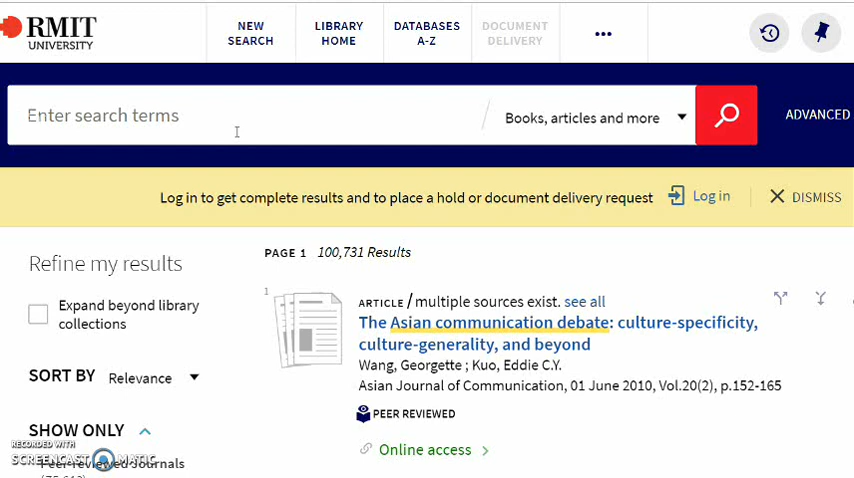 RMIT
UNIVERSITY
NEW
SEARCH
LIBRARY
HOME
DATABASES
A-Z
DOCUMENT
DELIVERY
Enter search terms
Books, articles and more
ADVANCED
Log in to get complete results and to place a hold or document delivery request
Log in
DISMISS
Refine my results
PAGE 1 100,731 Results
Expand beyond library
collections
SORT BY Relevance
SHOW ONLY
Peer-reviewed Journals
1
ARTICLE / multiple sources exist. see all
The Asian communication debate: culture-specificity,
culture-generality, and beyond
Wang, Georgette ; Kuo, Eddie C.Y.
Asian Journal of Communication, 01 June 2010, Vol.20(2), p.152-165
PEER REVIEWED
Online access
RECORDED WITH
SCREENCAST MATIC